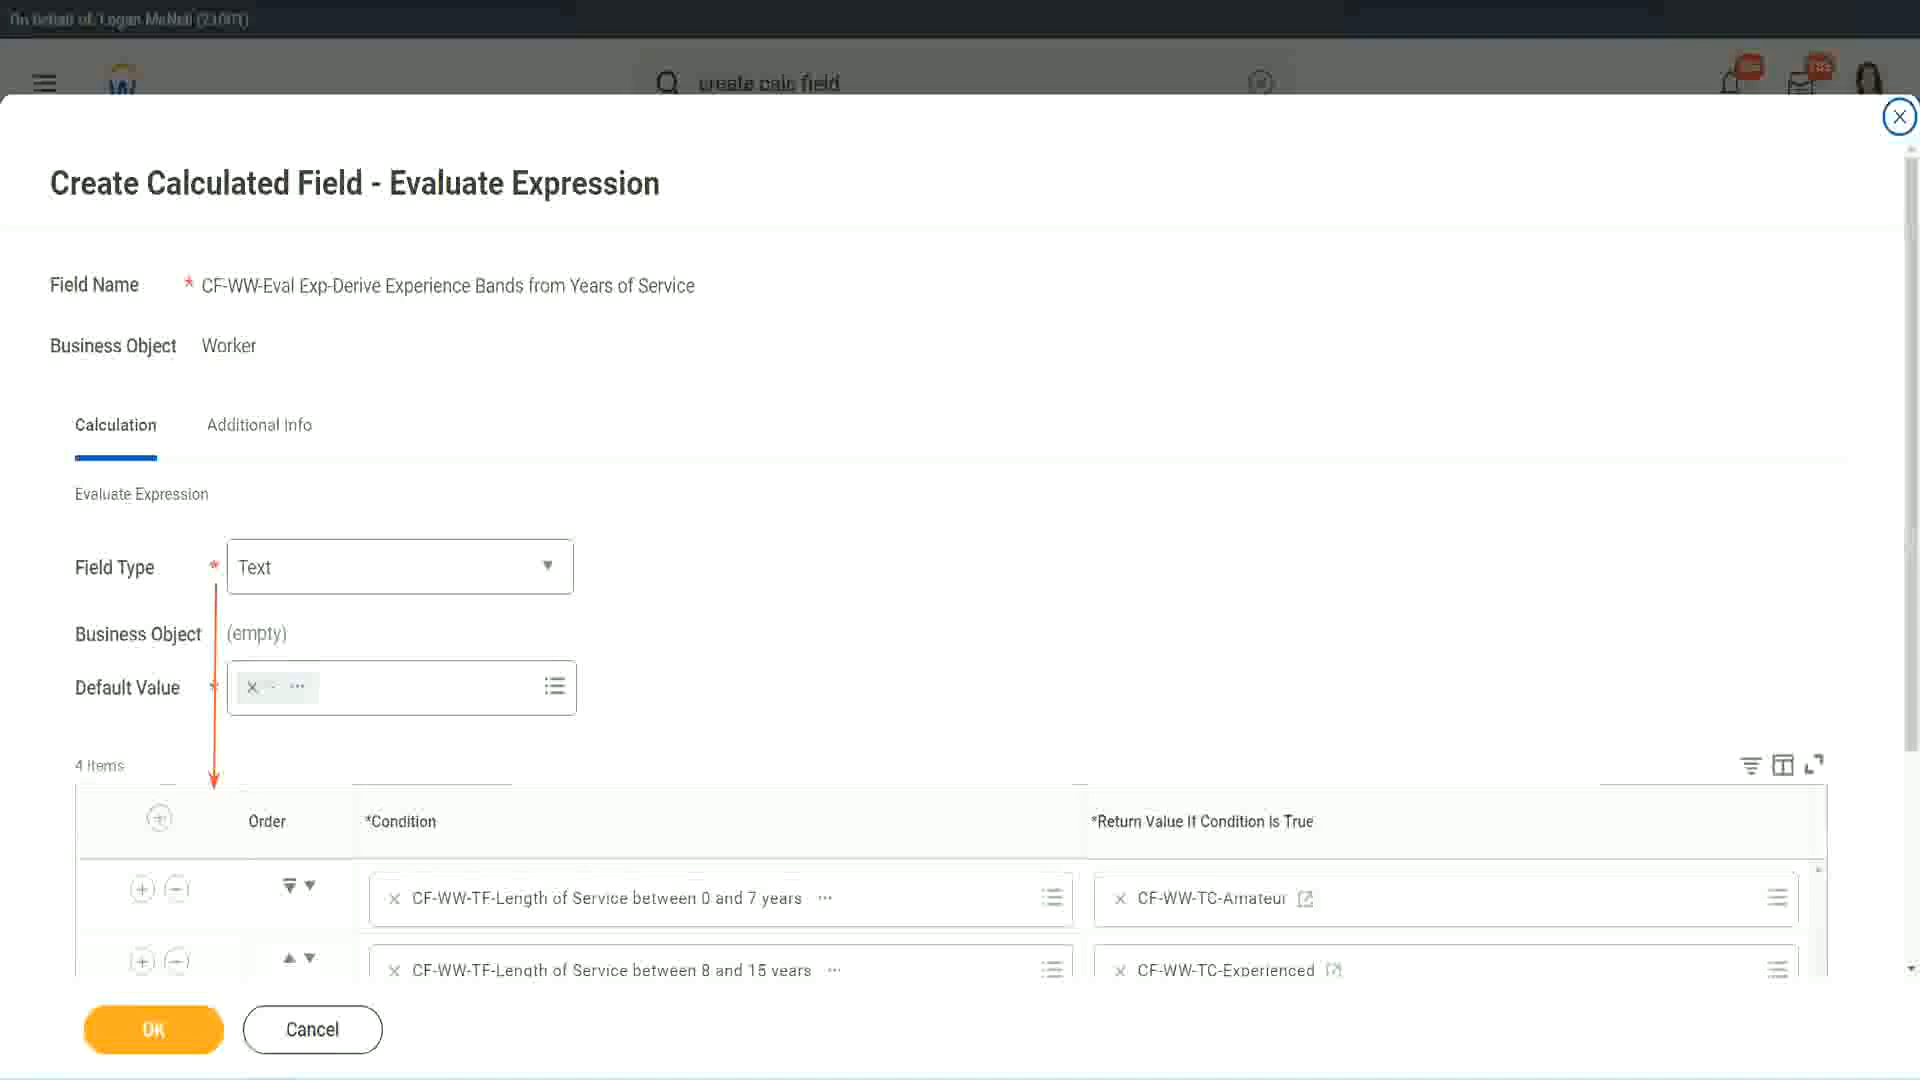 On behalf of: Logan McNeil (21001)
create calc field
Create Calculated Field - Evaluate Expression
Field Name * CF-WW-Eval Exp-Derive Experience Bands from Years of Service
Business Object Worker
Calculation Additional Info
Evaluate Expression
Field Type * Text
Business Object (empty)
Default Value * × - ...
4 items
Order *Condition *Return Value If Condition is True
× CF-WW-TF-Length of Service between 0 and 7 years ... × CF-WW-TC-Amateur
× CF-WW-TF-Length of Service between 8 and 15 years ... × CF-WW-TC-Experienced
OK Cancel